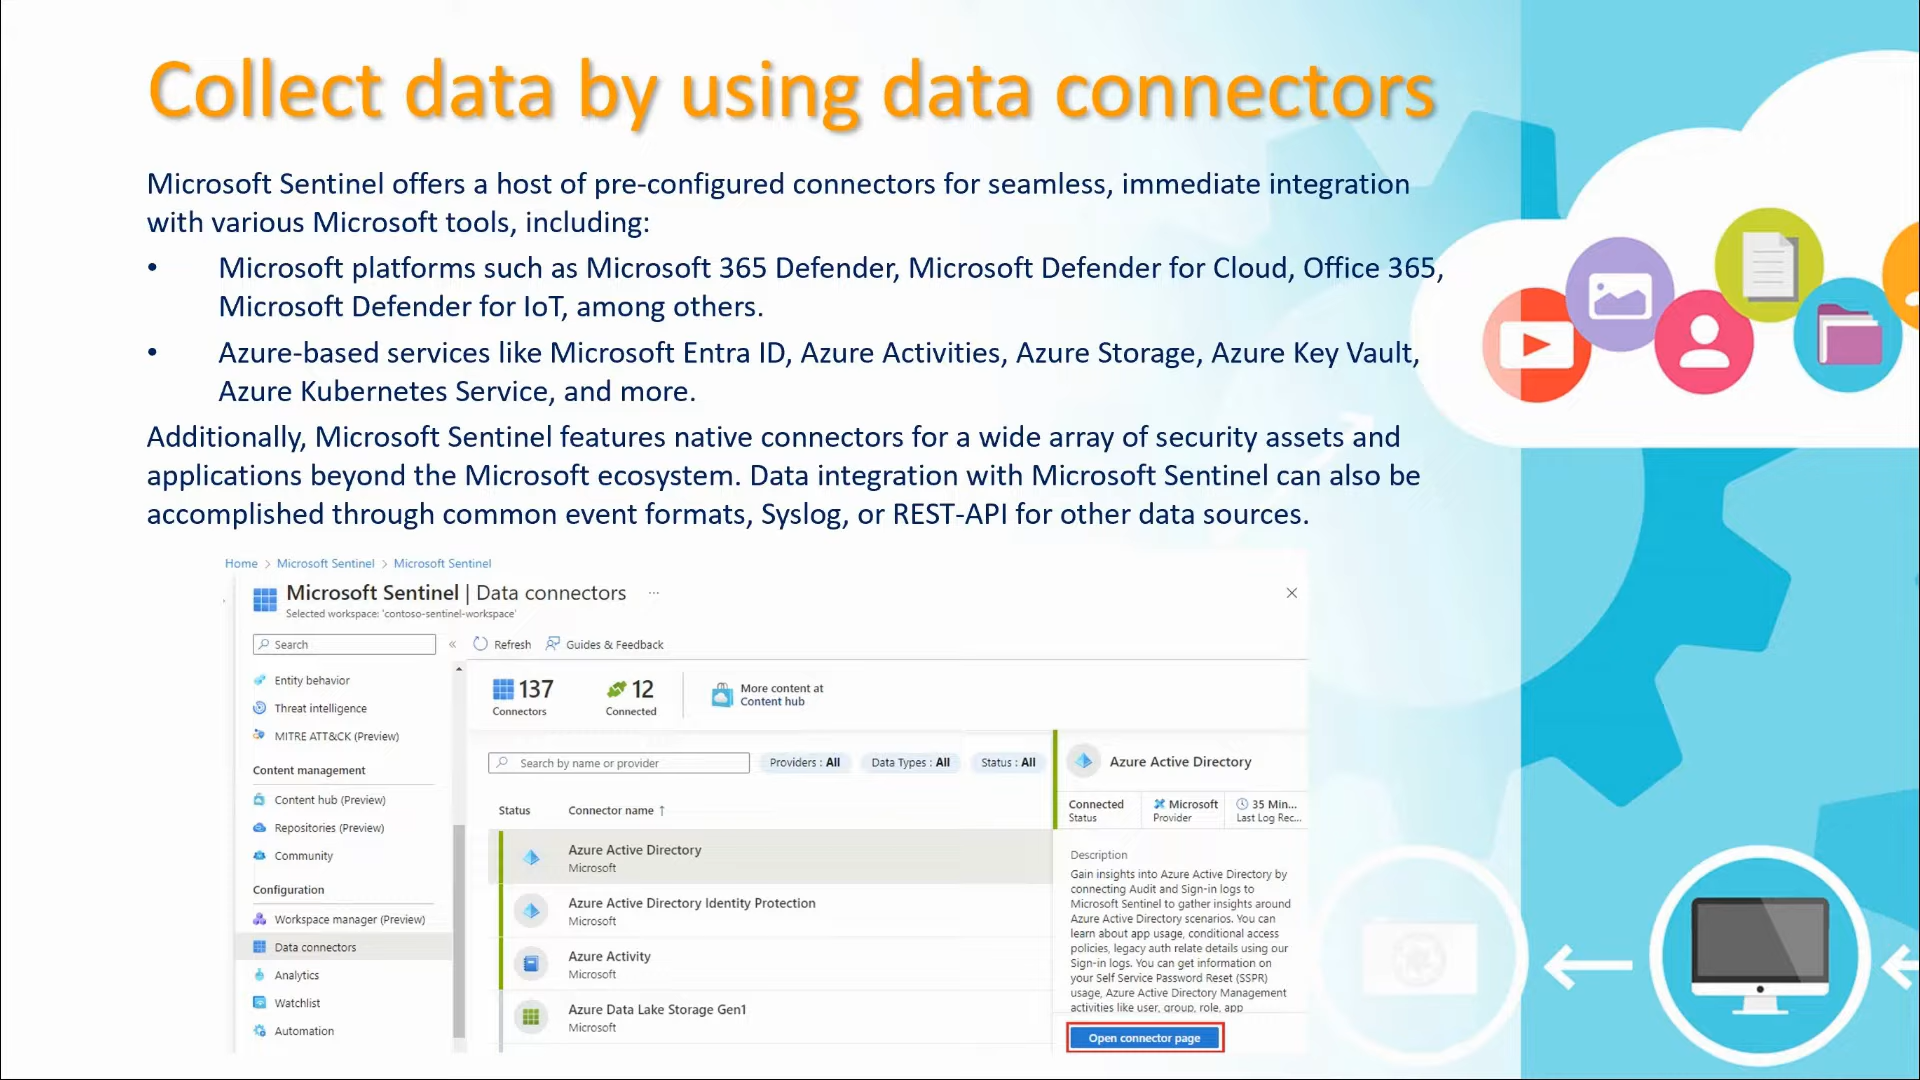 Collect data by using data connectors
Microsoft Sentinel offers a host of pre-configured connectors for seamless, immediate integration
with various Microsoft tools, including:
• Microsoft platforms such as Microsoft 365 Defender, Microsoft Defender for Cloud, Office 365,
Microsoft Defender for IoT, among others.
• Azure-based services like Microsoft Entra ID, Azure Activities, Azure Storage, Azure Key Vault,
Azure Kubernetes Service, and more.
Additionally, Microsoft Sentinel features native connectors for a wide array of security assets and
applications beyond the Microsoft ecosystem. Data integration with Microsoft Sentinel can also be
accomplished through common event formats, Syslog, or REST-API for other data sources.
Home > Microsoft Sentinel > Microsoft Sentinel
Microsoft Sentinel | Data connectors ...
Selected workspace: 'contoso-sentinel-workspace'
Search
« Refresh Guides & Feedback
Entity behavior
Threat intelligence
MITRE ATT&CK (Preview)
Content management
Content hub (Preview)
Repositories (Preview)
Community
Configuration
Workspace manager (Preview)
Data connectors
Analytics
Watchlist
Automation
137
Connectors
12
Connected
More content at
Content hub
Search by name or provider
Providers : All
Data Types : All
Status : All
Status Connector name ↑
Azure Active Directory
Microsoft
Azure Active Directory Identity Protection
Microsoft
Azure Activity
Microsoft
Azure Data Lake Storage Gen1
Microsoft
Azure Active Directory
Connected
Status
Microsoft
Provider
35 Min...
Last Log Rec...
Description
Gain insights into Azure Active Directory by
connecting Audit and Sign-in logs to
Microsoft Sentinel to gather insights around
Azure Active Directory scenarios. You can
learn about app usage, conditional access
policies, legacy auth relate details using our
Sign-in logs. You can get information on
your Self Service Password Reset (SSPR)
usage, Azure Active Directory Management
activities like user, group, role, app
Open connector page